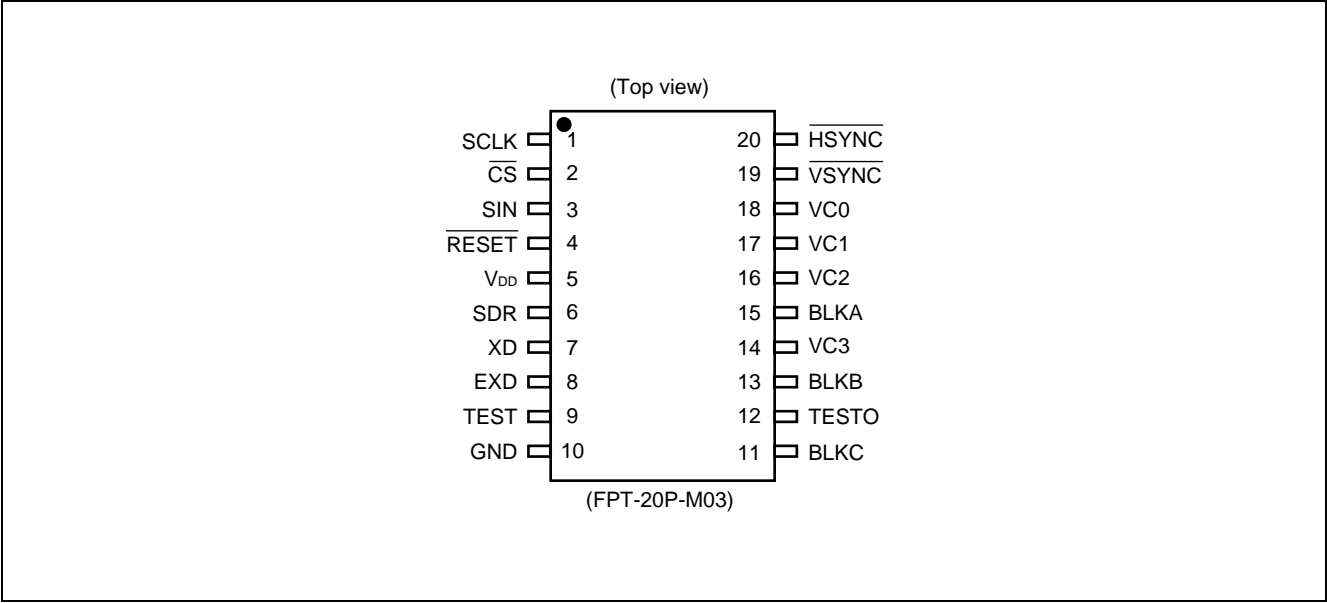 (Top view)
SCLK 1 20 HSYNC
CS 2 19 VSYNC
SIN 3 18 VC0
RESET 4 17 VC1
VDD 5 16 VC2
SDR 6 15 BLKA
XD 7 14 VC3
EXD 8 13 BLKB
TEST 9 12 TESTO
GND 10 11 BLKC
(FPT-20P-M03)